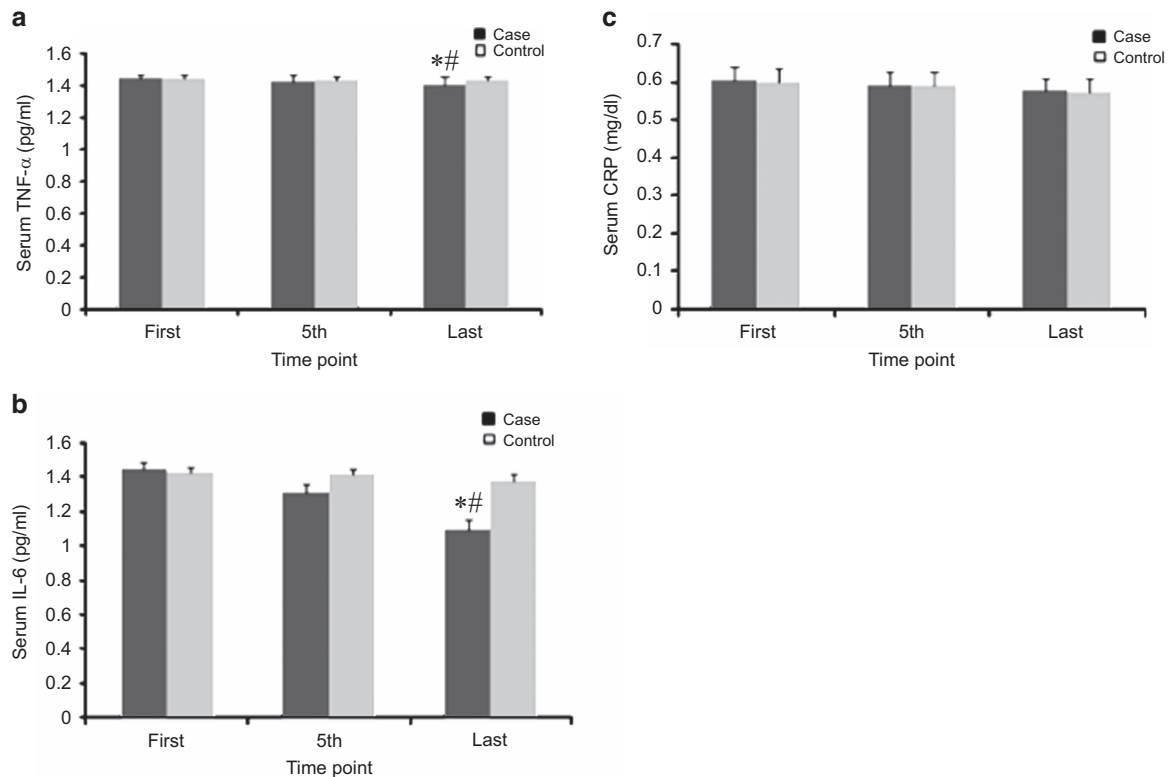 a
Case
Control
*#
1.6
1.4
1.2
1
0.8
0.6
0.4
0.2
0
Serum TNF-α (pg/ml)
First 5th Last
Time point
c
Case
Control
0.7
0.6
0.5
0.4
0.3
0.2
0.1
0
Serum CRP (mg/dl)
First 5th Last
Time point
b
Case
Control
*#
1.6
1.4
1.2
1
0.8
0.6
0.4
0.2
0
Serum IL-6 (pg/ml)
First 5th Last
Time point